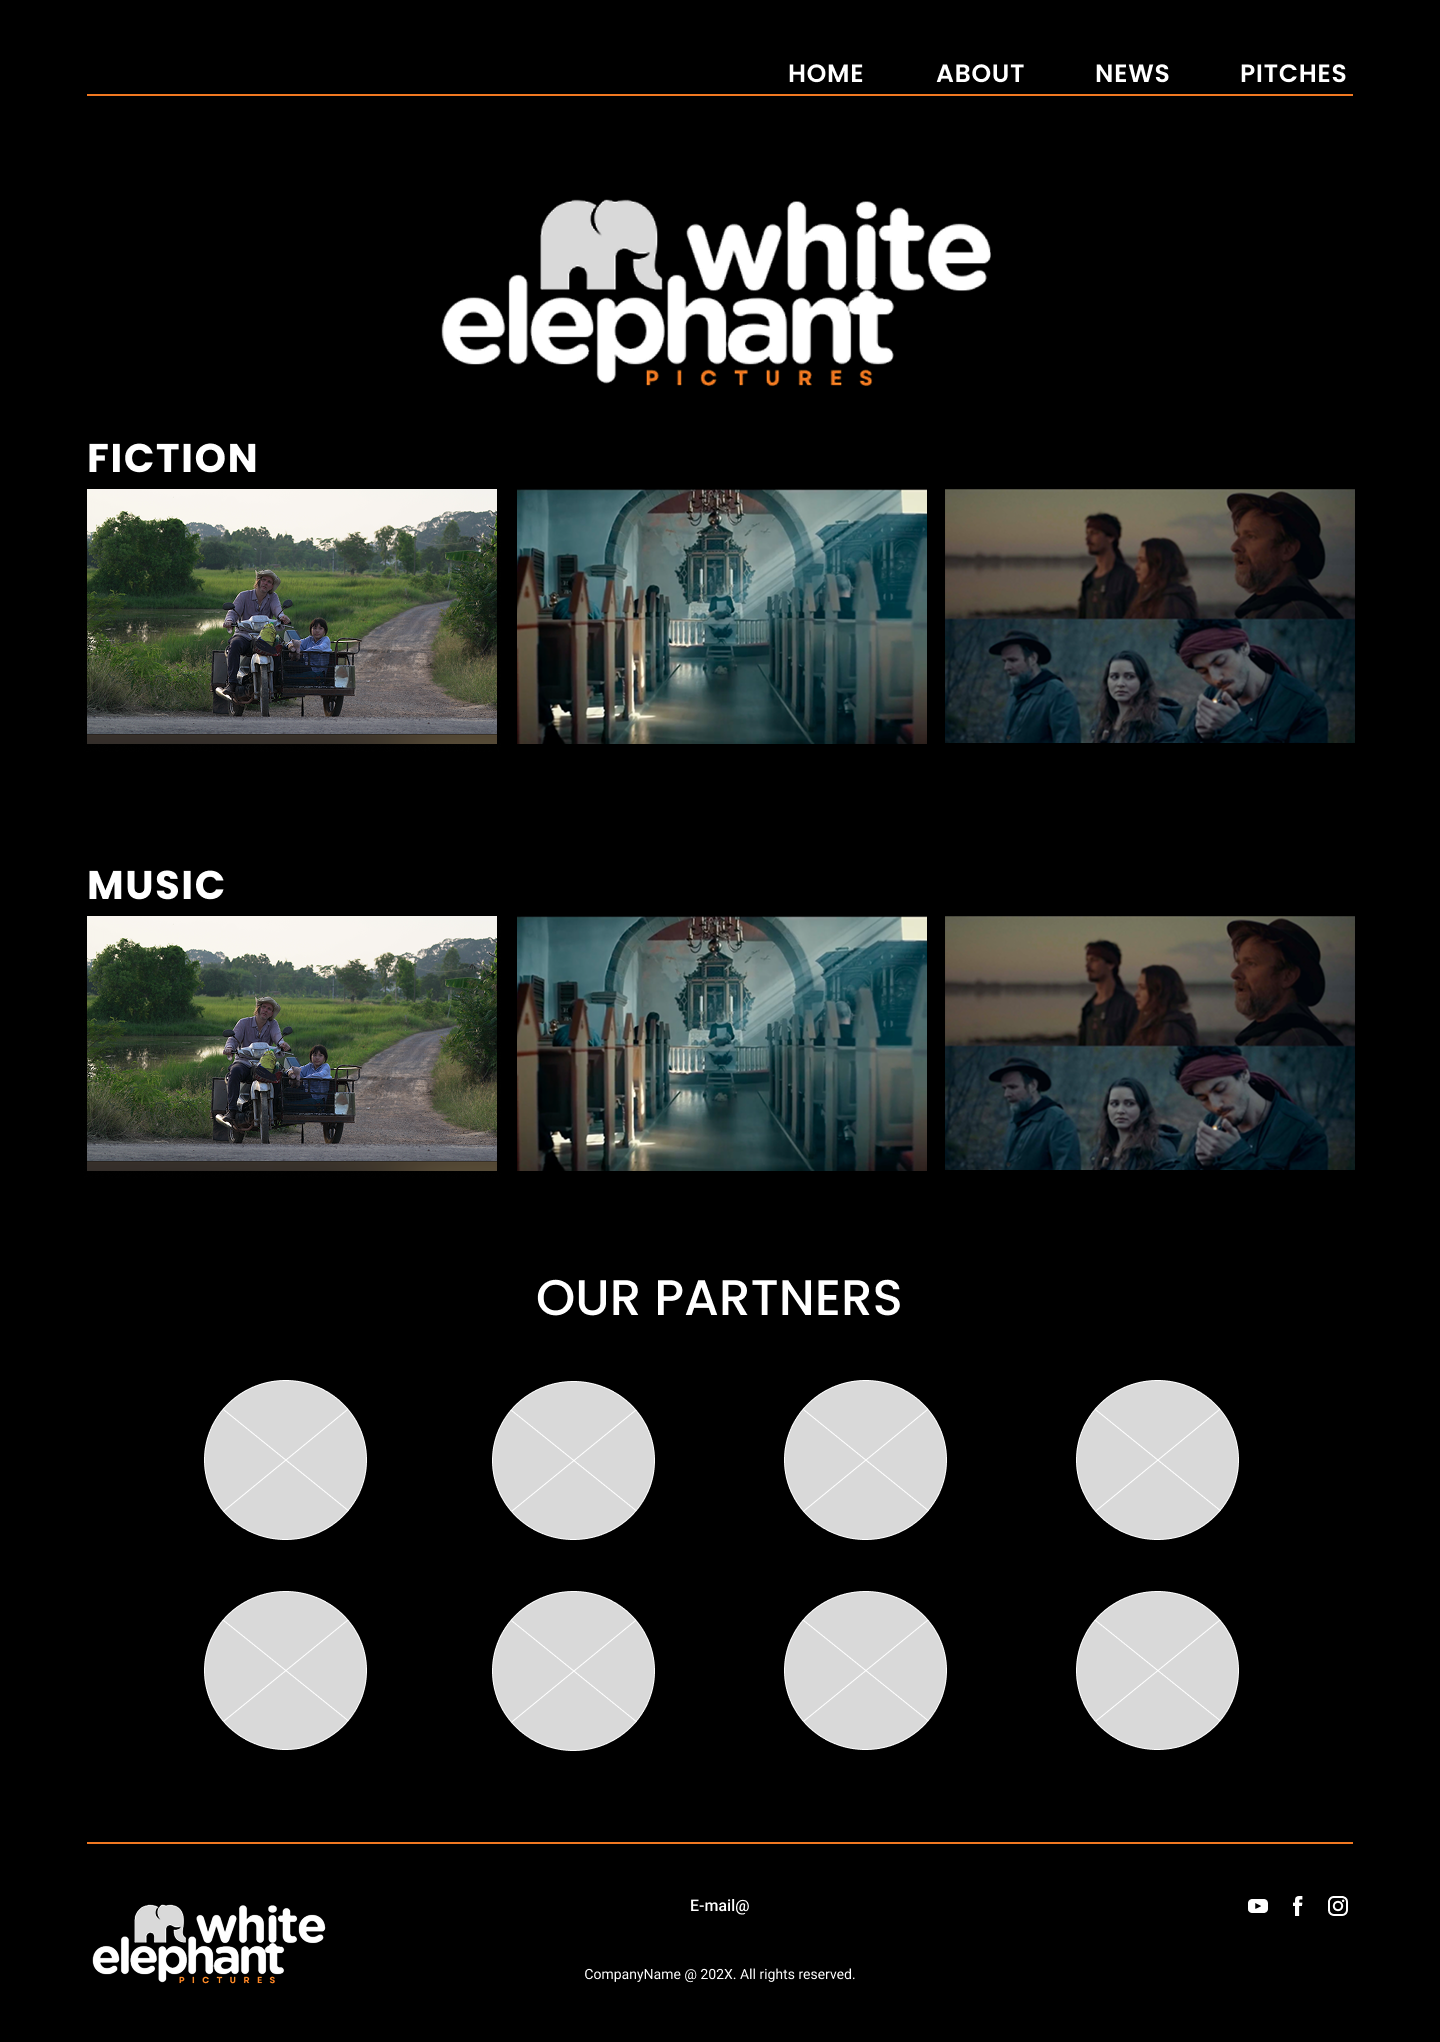 HOME ABOUT NEWS PITCHES
white
elephant
PICTURES
FICTION
MUSIC
OUR PARTNERS
E-mail@
white
elephant
PICTURES
CompanyName @ 202X. All rights reserved.